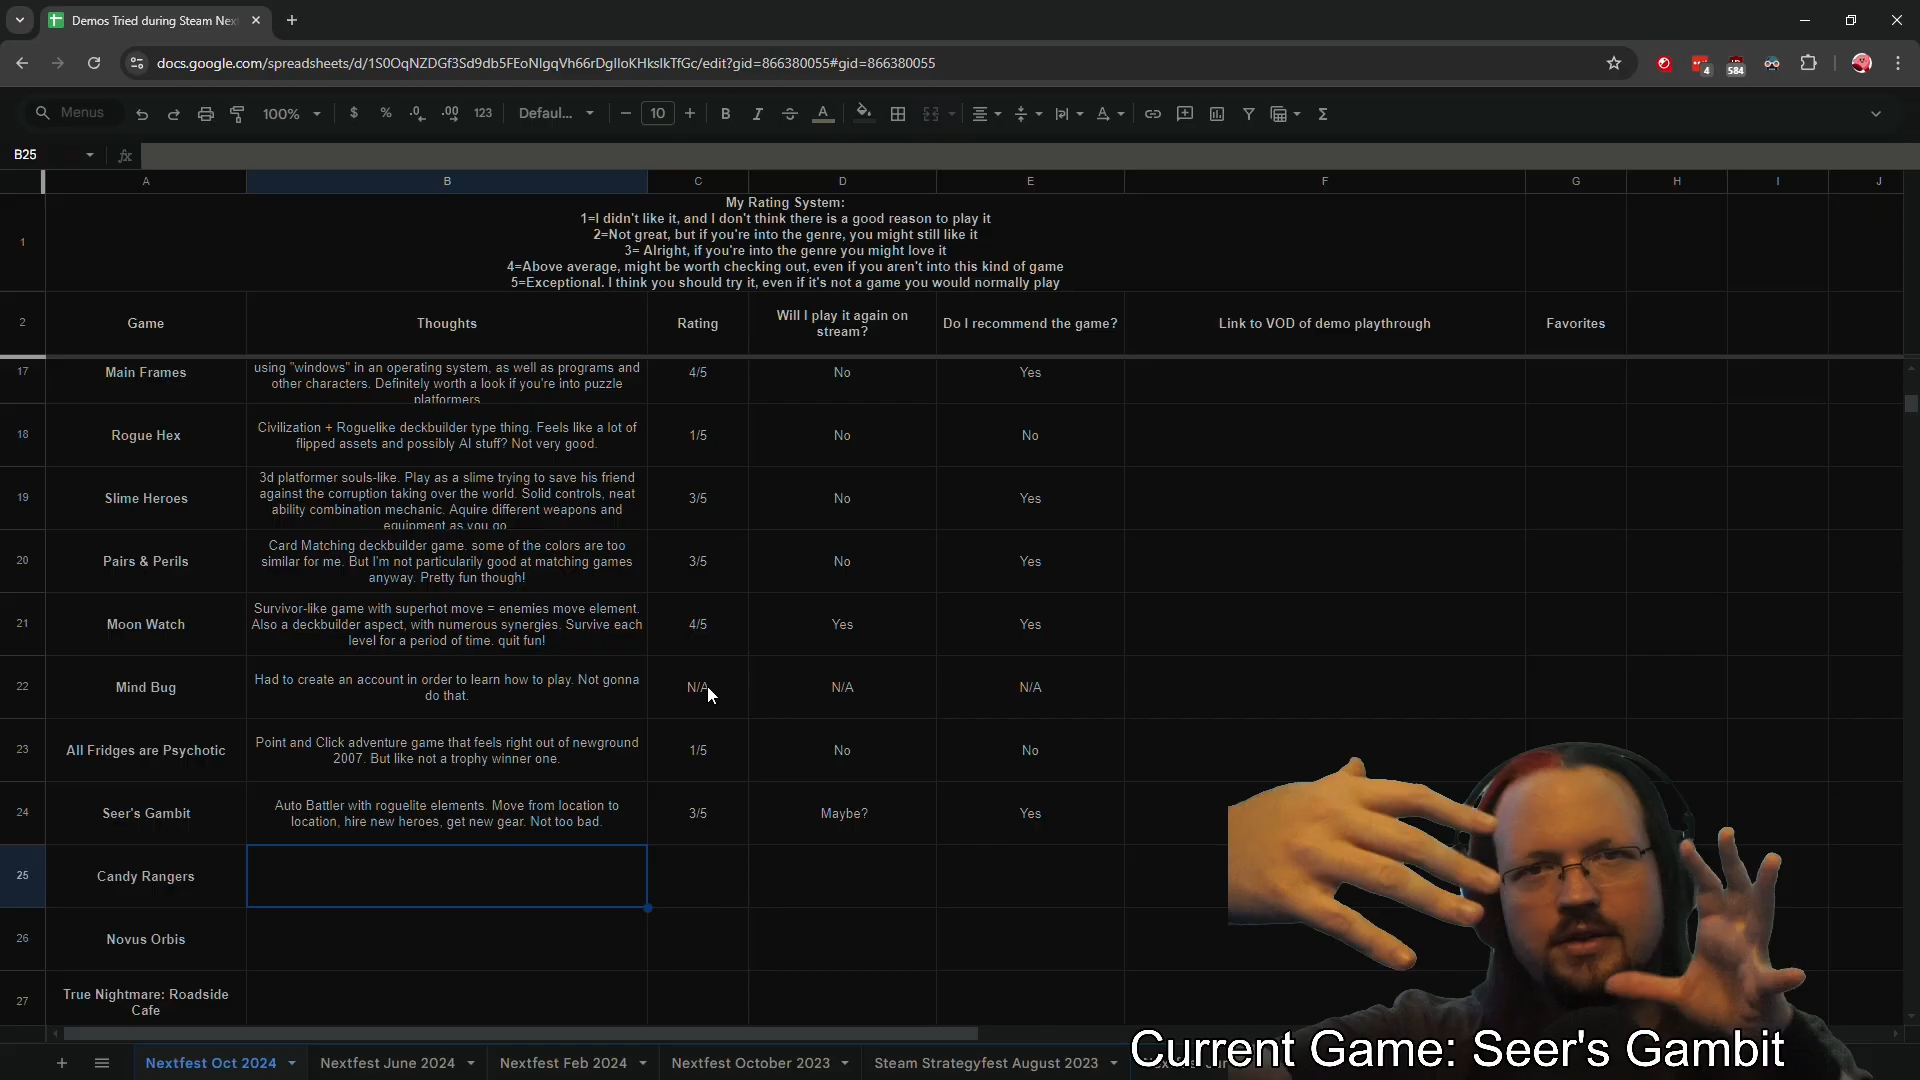 Demos Tried during Steam Nex
docs.google.com/spreadsheets/d/1S0OqNZDGf3Sd9db5FEoNlgqVh66rDglloKHkslkTfGc/edit?gid=866380055#gid=866380055
4
584
Menus
100%
$ % .0 .00 123
Defaul...
10
B I
B25
fx
A B C D E F G H I J
1
My Rating System:
1=I didn't like it, and I don't think there is a good reason to play it
2=Not great, but if you're into the genre, you might still like it
3= Alright, if you're into the genre you might love it
4=Above average, might be worth checking out, even if you aren't into this kind of game
5=Exceptional. I think you should try it, even if it's not a game you would normally play
2
Game
Thoughts
Rating
Will I play it again on
stream?
Do I recommend the game?
Link to VOD of demo playthrough
Favorites
17
Main Frames
using "windows" in an operating system, as well as programs and
other characters. Definitely worth a look if you're into puzzle
platformers
4/5
No
Yes
18
Rogue Hex
Civilization + Roguelike deckbuilder type thing. Feels like a lot of
flipped assets and possibly AI stuff? Not very good.
1/5
No
No
19
Slime Heroes
3d platformer souls-like. Play as a slime trying to save his friend
against the corruption taking over the world. Solid controls, neat
ability combination mechanic. Aquire different weapons and
equipment as you go
3/5
No
Yes
20
Pairs & Perils
Card Matching deckbuilder game. some of the colors are too
similar for me. But I'm not particularily good at matching games
anyway. Pretty fun though!
3/5
No
Yes
21
Moon Watch
Survivor-like game with superhot move = enemies move element.
Also a deckbuilder aspect, with numerous synergies. Survive each
level for a period of time. quit fun!
4/5
Yes
Yes
22
Mind Bug
Had to create an account in order to learn how to play. Not gonna
do that.
N/A
N/A
N/A
23
All Fridges are Psychotic
Point and Click adventure game that feels right out of newground
2007. But like not a trophy winner one.
1/5
No
No
24
Seer's Gambit
Auto Battler with roguelite elements. Move from location to
location, hire new heroes, get new gear. Not too bad.
3/5
Maybe?
Yes
25
Candy Rangers
26
Novus Orbis
27
True Nightmare: Roadside
Cafe
Nextfest Oct 2024
Nextfest June 2024
Nextfest Feb 2024
Nextfest October 2023
Steam Strategyfest August 2023
Current Game: Seer's Gambit